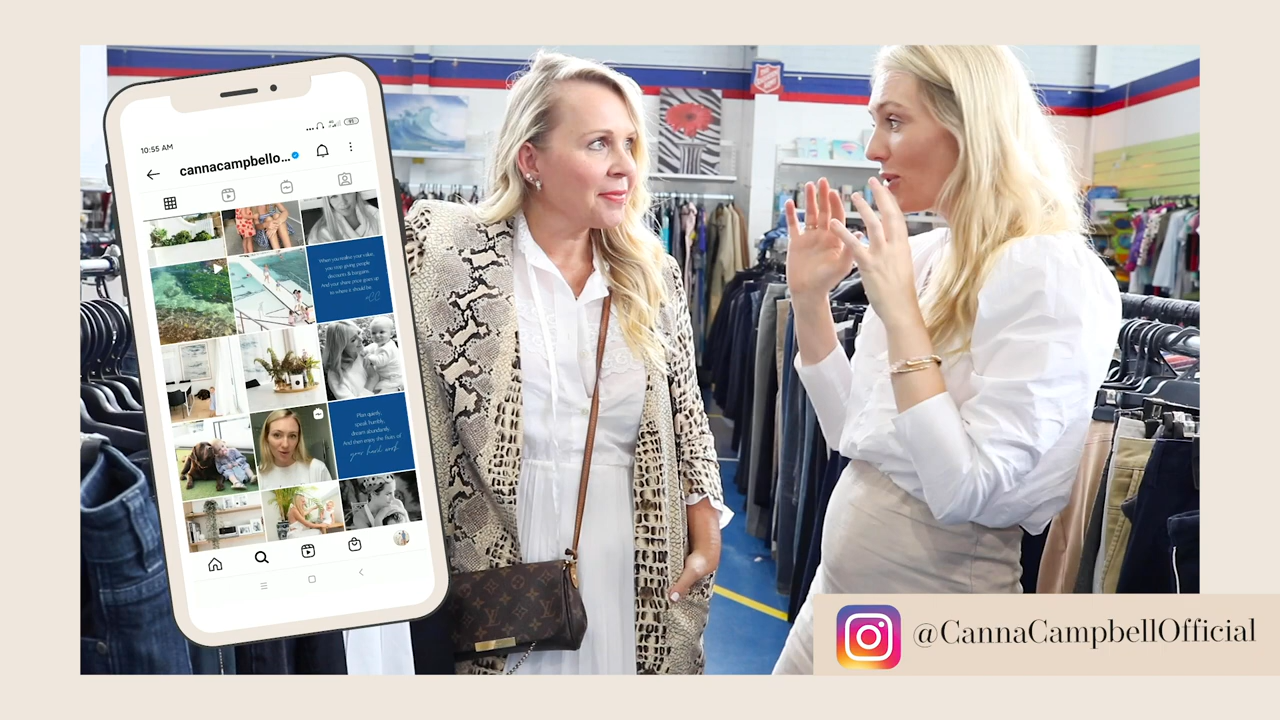 10:55 AM
cannacampbello...
When you realise your value,
you stop giving people
discounts & bargains.
And your share price goes up
to where it should be.
Plan quietly,
speak humbly,
dream abundantly.
And then enjoy the fruits of
your hard work
@CannaCampbellOfficial